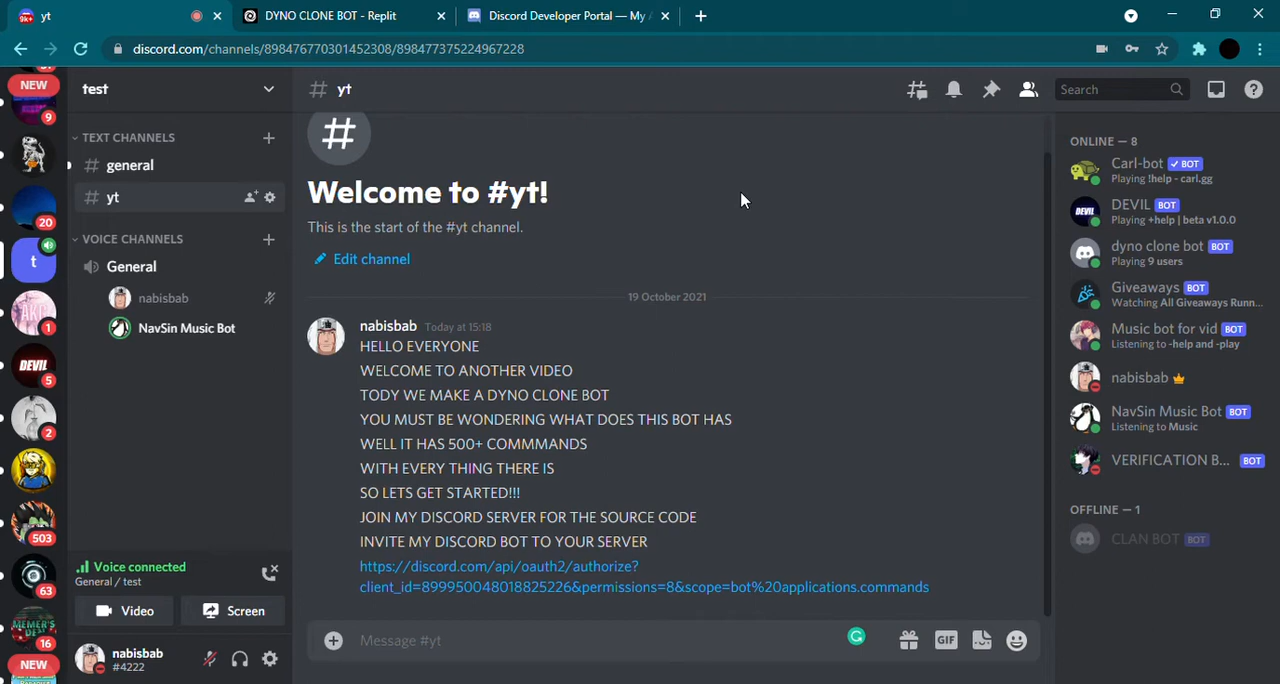 yt
DYNO CLONE BOT - Replit
Discord Developer Portal — My
discord.com/channels/898476770301452308/898477375224967228
NEW
9
20
t
1
DEVIL
5
2
503
63
MEMER'S
16
NEW
test
TEXT CHANNELS
general
yt
VOICE CHANNELS
General
nabisbab
NavSin Music Bot
Voice connected
General / test
Video
Screen
nabisbab
#4222
# yt
Search
#
Welcome to #yt!
This is the start of the #yt channel.
Edit channel
19 October 2021
nabisbab Today at 15:18
HELLO EVERYONE
WELCOME TO ANOTHER VIDEO
TODY WE MAKE A DYNO CLONE BOT
YOU MUST BE WONDERING WHAT DOES THIS BOT HAS
WELL IT HAS 500+ COMMMANDS
WITH EVERY THING THERE IS
SO LETS GET STARTED!!!
JOIN MY DISCORD SERVER FOR THE SOURCE CODE
INVITE MY DISCORD BOT TO YOUR SERVER
https://discord.com/api/oauth2/authorize?
client_id=899950048018825226&permissions=8&scope=bot%20applications.commands
Message #yt
GIF
ONLINE — 8
Carl-bot BOT
Playing !help - carl.gg
DEVIL BOT
Playing +help | beta v1.0.0
dyno clone bot BOT
Playing 9 users
Giveaways BOT
Watching All Giveaways Runn...
Music bot for vid BOT
Listening to -help and -play
nabisbab
NavSin Music Bot BOT
Listening to Music
VERIFICATION B... BOT
OFFLINE — 1
CLAN BOT BOT